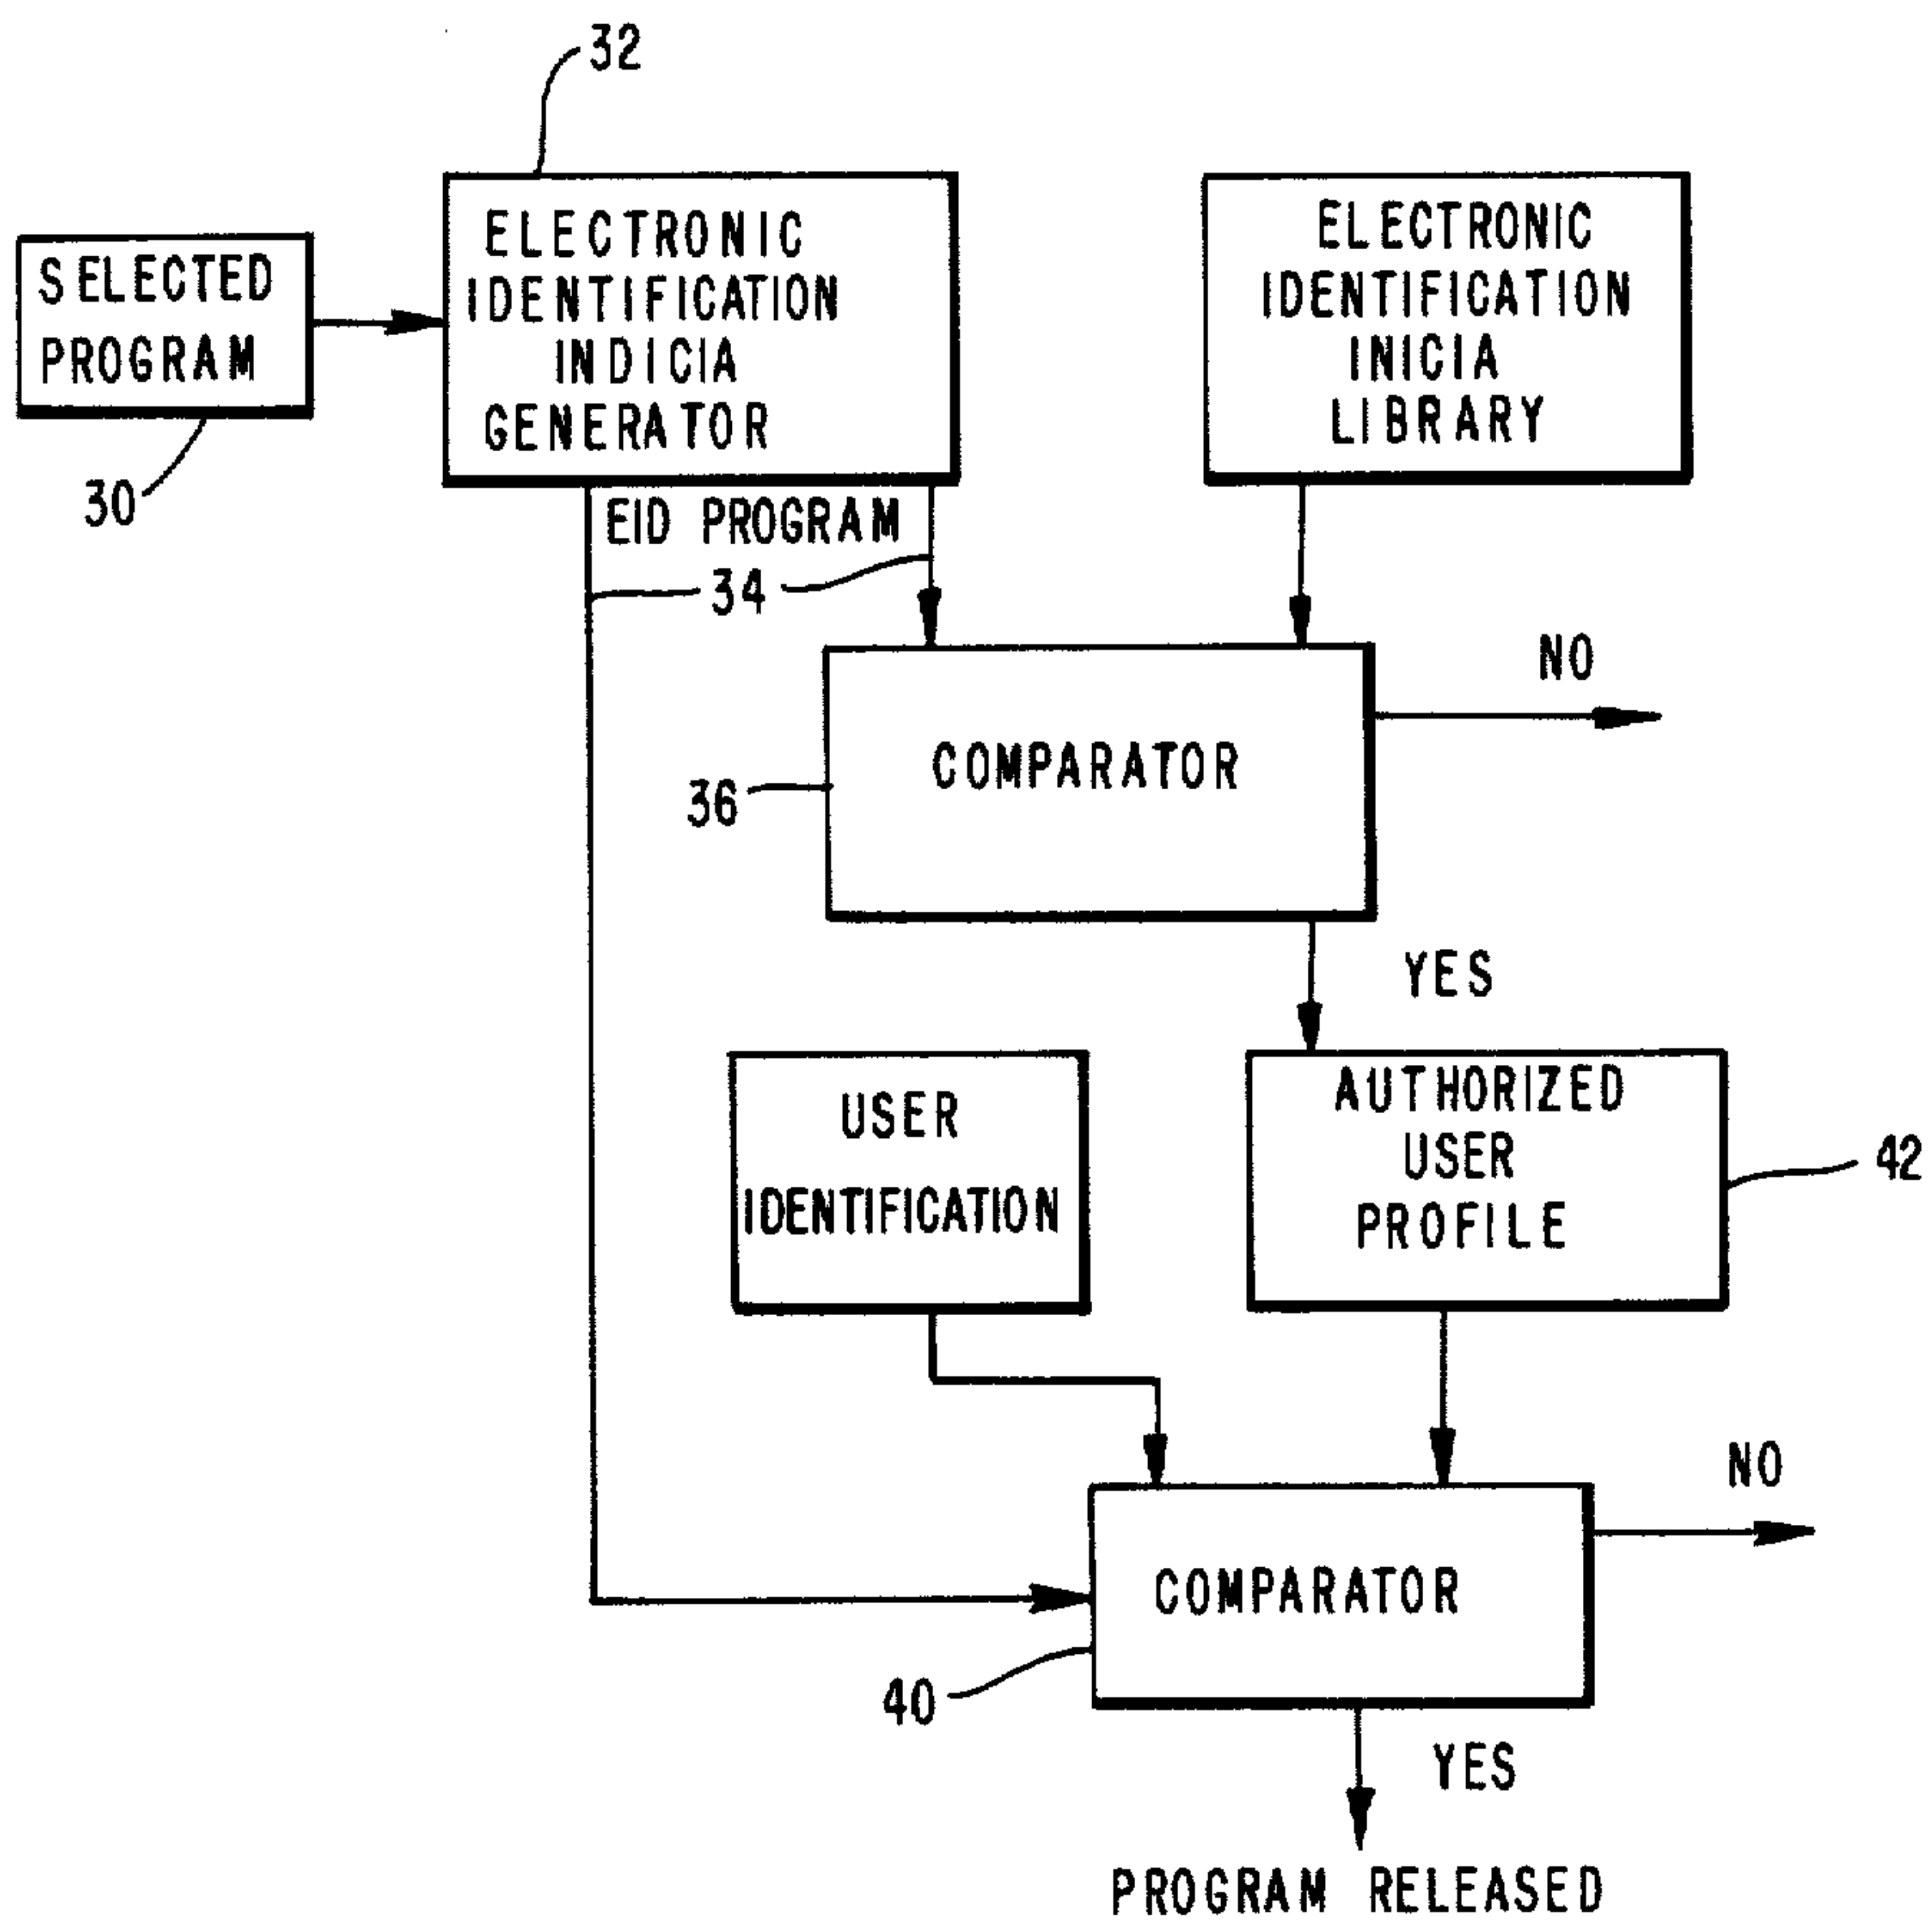 32
SELECTED
PROGRAM
30
ELECTRONIC
IDENTIFICATION
INDICIA
GENERATOR
ELECTRONIC
IDENTIFICATION
INICIA
LIBRARY
EID PROGRAM
34
NO
COMPARATOR
36
YES
USER
IDENTIFICATION
AUTHORIZED
USER
PROFILE
42
NO
COMPARATOR
40
YES
PROGRAM RELEASED